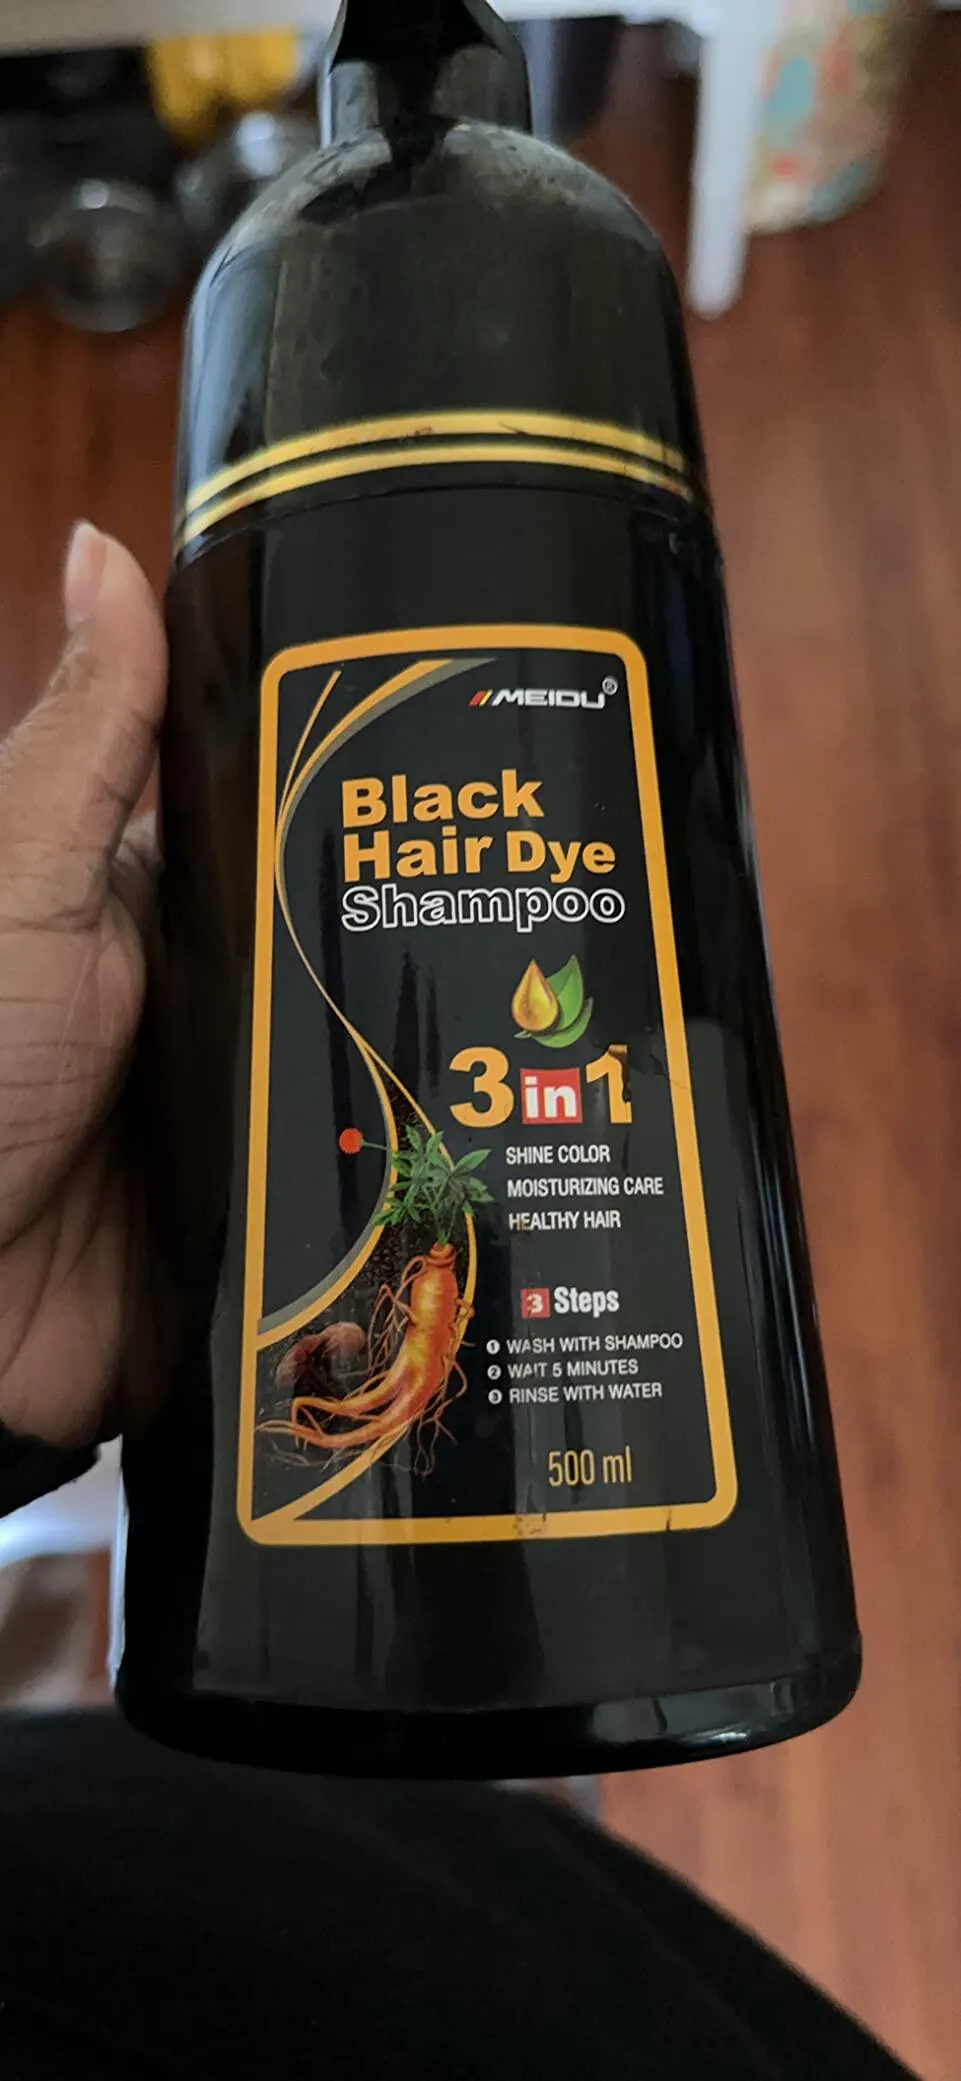 MEIDU®
Black
Hair Dye
Shampoo
3 in 1
SHINE COLOR
MOISTURIZING CARE
HEALTHY HAIR
3 Steps
① WASH WITH SHAMPOO
② WAIT 5 MINUTES
③ RINSE WITH WATER
500 ml